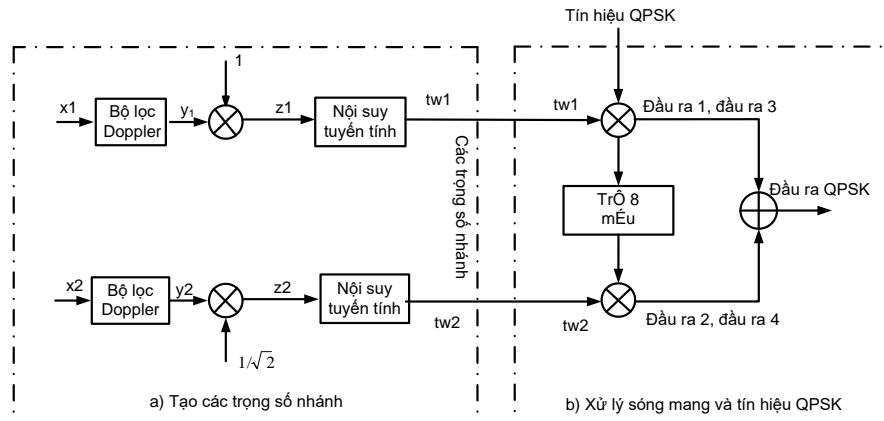 Tín hiệu QPSK
1
x1
Bộ lọc
Doppler
y₁
z1
Nội suy
tuyến tính
tw1
tw1
Đầu ra 1, đầu ra 3
Các trọng số nhánh
TrÔ 8
mÉu
Đầu ra QPSK
x2
Bộ lọc
Doppler
y2
z2
Nội suy
tuyến tính
tw2
tw2
Đầu ra 2, đầu ra 4
1/√2
a) Tạo các trọng số nhánh
b) Xử lý sóng mang và tín hiệu QPSK